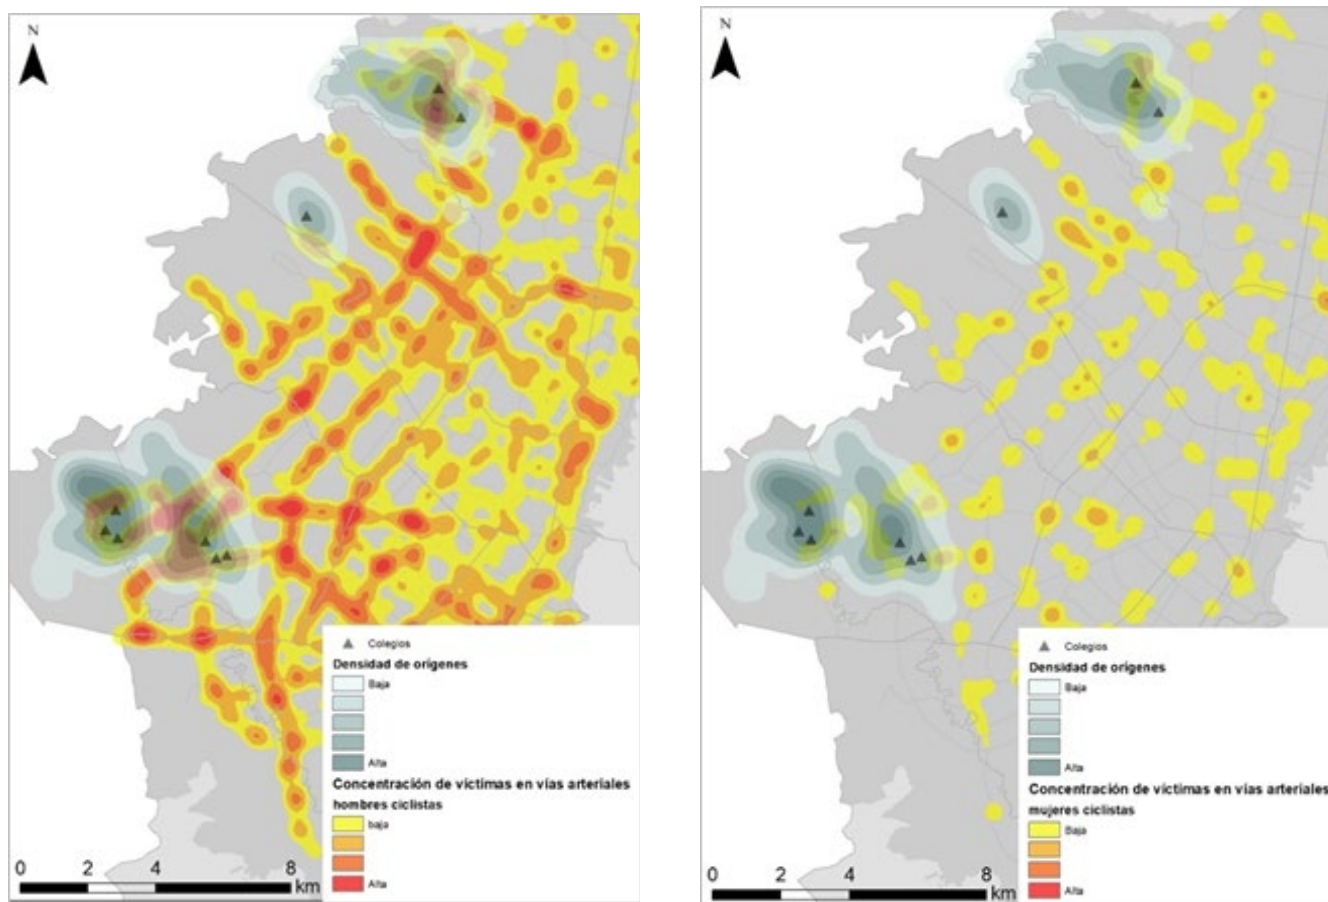 N
Colegios
Densidad de orígenes
Baja
Alta
Concentración de víctimas en vías arteriales
hombres ciclistas
baja
Alta
0 2 4 8
km
N
Colegios
Densidad de orígenes
Baja
Alta
Concentración de víctimas en vías arteriales
mujeres ciclistas
Baja
Alta
0 2 4 8
km